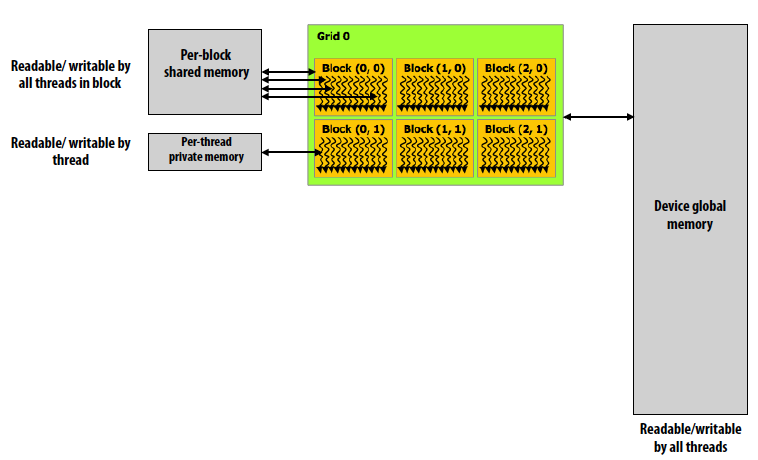 Readable/ writable by
all threads in block
Per-block
shared memory
Readable/ writable by
thread
Per-thread
private memory
Grid 0
Block (0, 0)
Block (1, 0)
Block (2, 0)
Block (0, 1)
Block (1, 1)
Block (2, 1)
Device global
memory
Readable/writable
by all threads